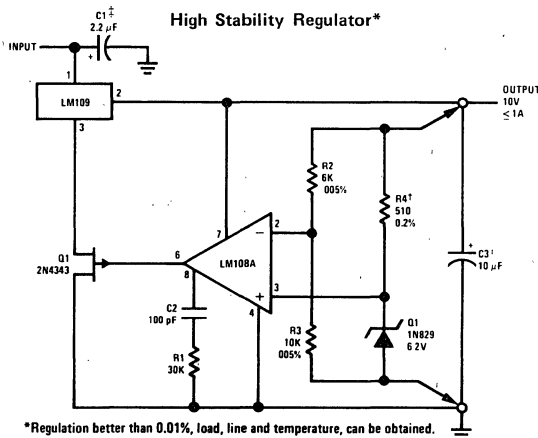 High Stability Regulator*
C1‡
2.2 µF
+
INPUT
1
LM109
2
3
OUTPUT
10V
≤ 1A
R2
6K
005%
R4†
510
0.2%
7
2
−
Q1
2N4343
6
LM108A
8
3
+
4
C3‡
10 µF
+
C2
100 pF
R1
30K
R3
10K
005%
Q1
1N829
6 2V
*Regulation better than 0.01%, load, line and temperature, can be obtained.